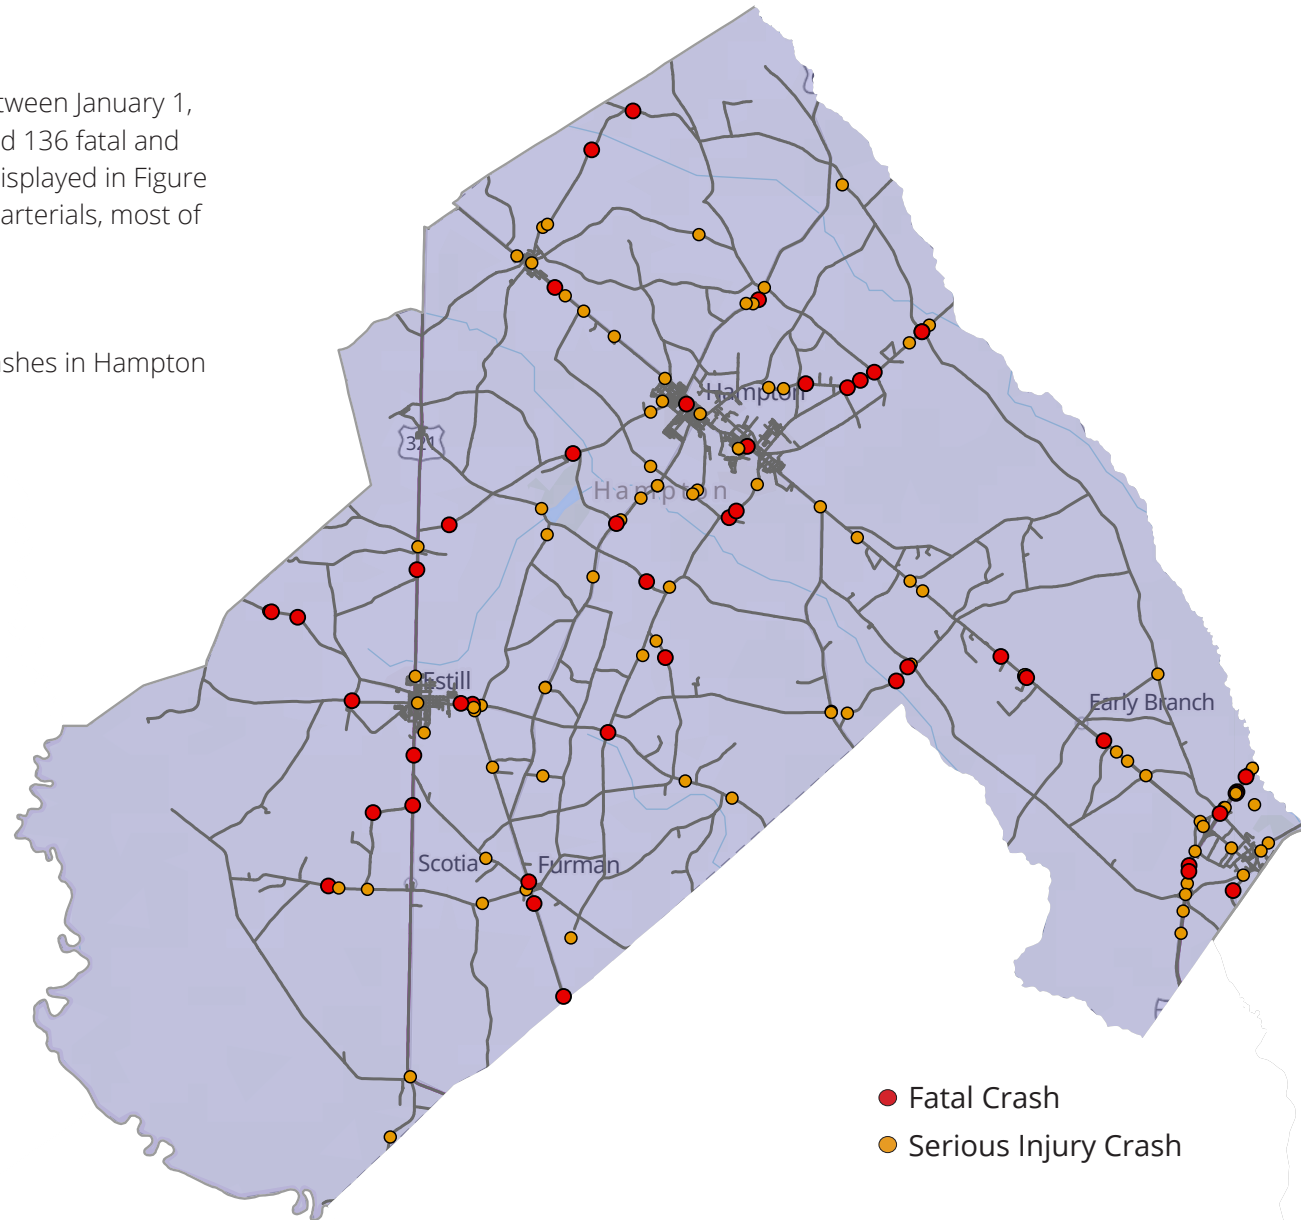 tween January 1,
d 136 fatal and
isplayed in Figure
arterials, most of
ashes in Hampton
Hampton
321
Hampton
Estill
Early Branch
Scotia
Furman
Fatal Crash
Serious Injury Crash